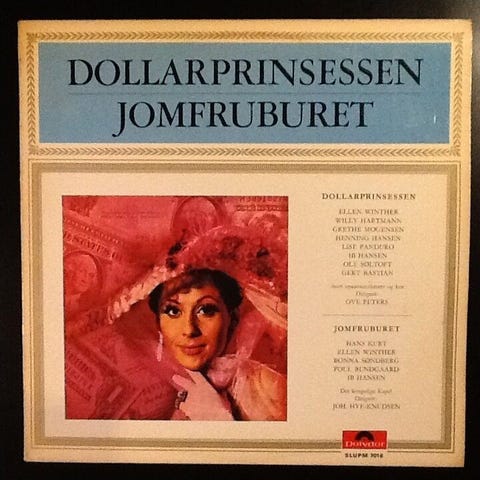 DOLLARPRINSESSEN
JOMFRUBURET
DOLLARPRINSESSEN
ELLEN WINTHER
WILLY HARTMANN
GRETHE MOGENSEN
HENNING HANSEN
LISE PANDURO
IB HANSEN
OLE SØLTOFT
GERT BASTIAN
kor
Dirigent:
OVE PETERS
JOMFRUBURET
HANS KURT
ELLEN WINTHER
BONNA SØNDBERG
POUL BUNDGAARD
IB HANSEN
Det kongelige Kapel
Dirigent:
JOH. HYE-KNUDSEN
Polydor
SLUPM 7018